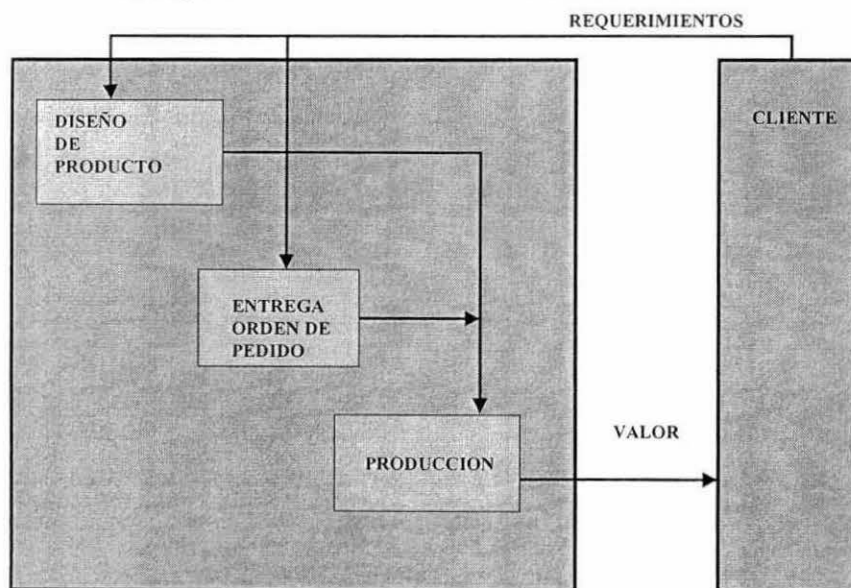 REQUERIMIENTOS
DISEÑO
DE
PRODUCTO
CLIENTE
ENTREGA
ORDEN DE
PEDIDO
VALOR
PRODUCCION